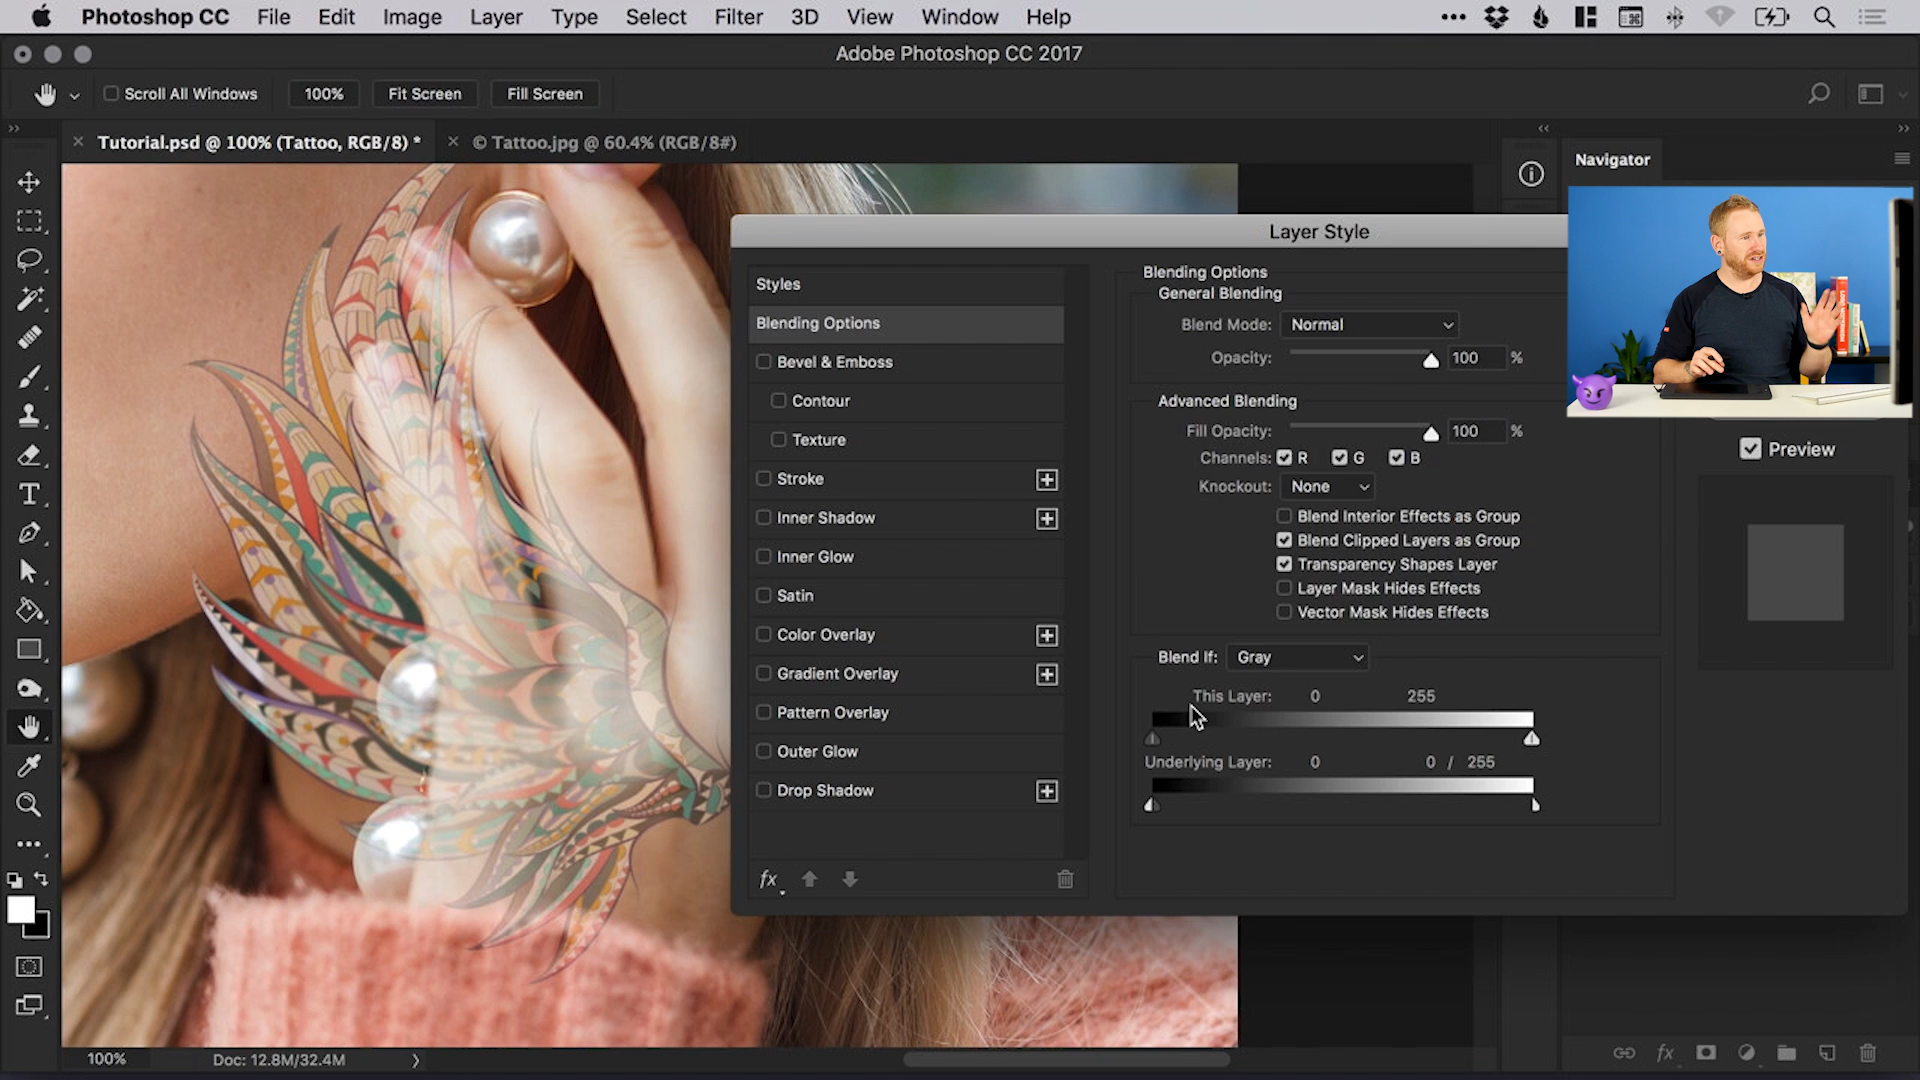 Photoshop CC File Edit Image Layer Type Select Filter 3D View Window Help
Adobe Photoshop CC 2017
Scroll All Windows 100% Fit Screen Fill Screen
Tutorial.psd @ 100% (Tattoo, RGB/8) * © Tattoo.jpg @ 60.4% (RGB/8#)
Navigator
Layer Style
Styles
Blending Options
Bevel & Emboss
Contour
Texture
Stroke
Inner Shadow
Inner Glow
Satin
Color Overlay
Gradient Overlay
Pattern Overlay
Outer Glow
Drop Shadow
fx
Blending Options
General Blending
Blend Mode: Normal
Opacity: 100 %
Advanced Blending
Fill Opacity: 100 %
Channels: R G B
Knockout: None
Blend Interior Effects as Group
Blend Clipped Layers as Group
Transparency Shapes Layer
Layer Mask Hides Effects
Vector Mask Hides Effects
Blend If: Gray
This Layer: 0 255
Underlying Layer: 0 0 / 255
Preview
100% Doc: 12.8M/32.4M
fx